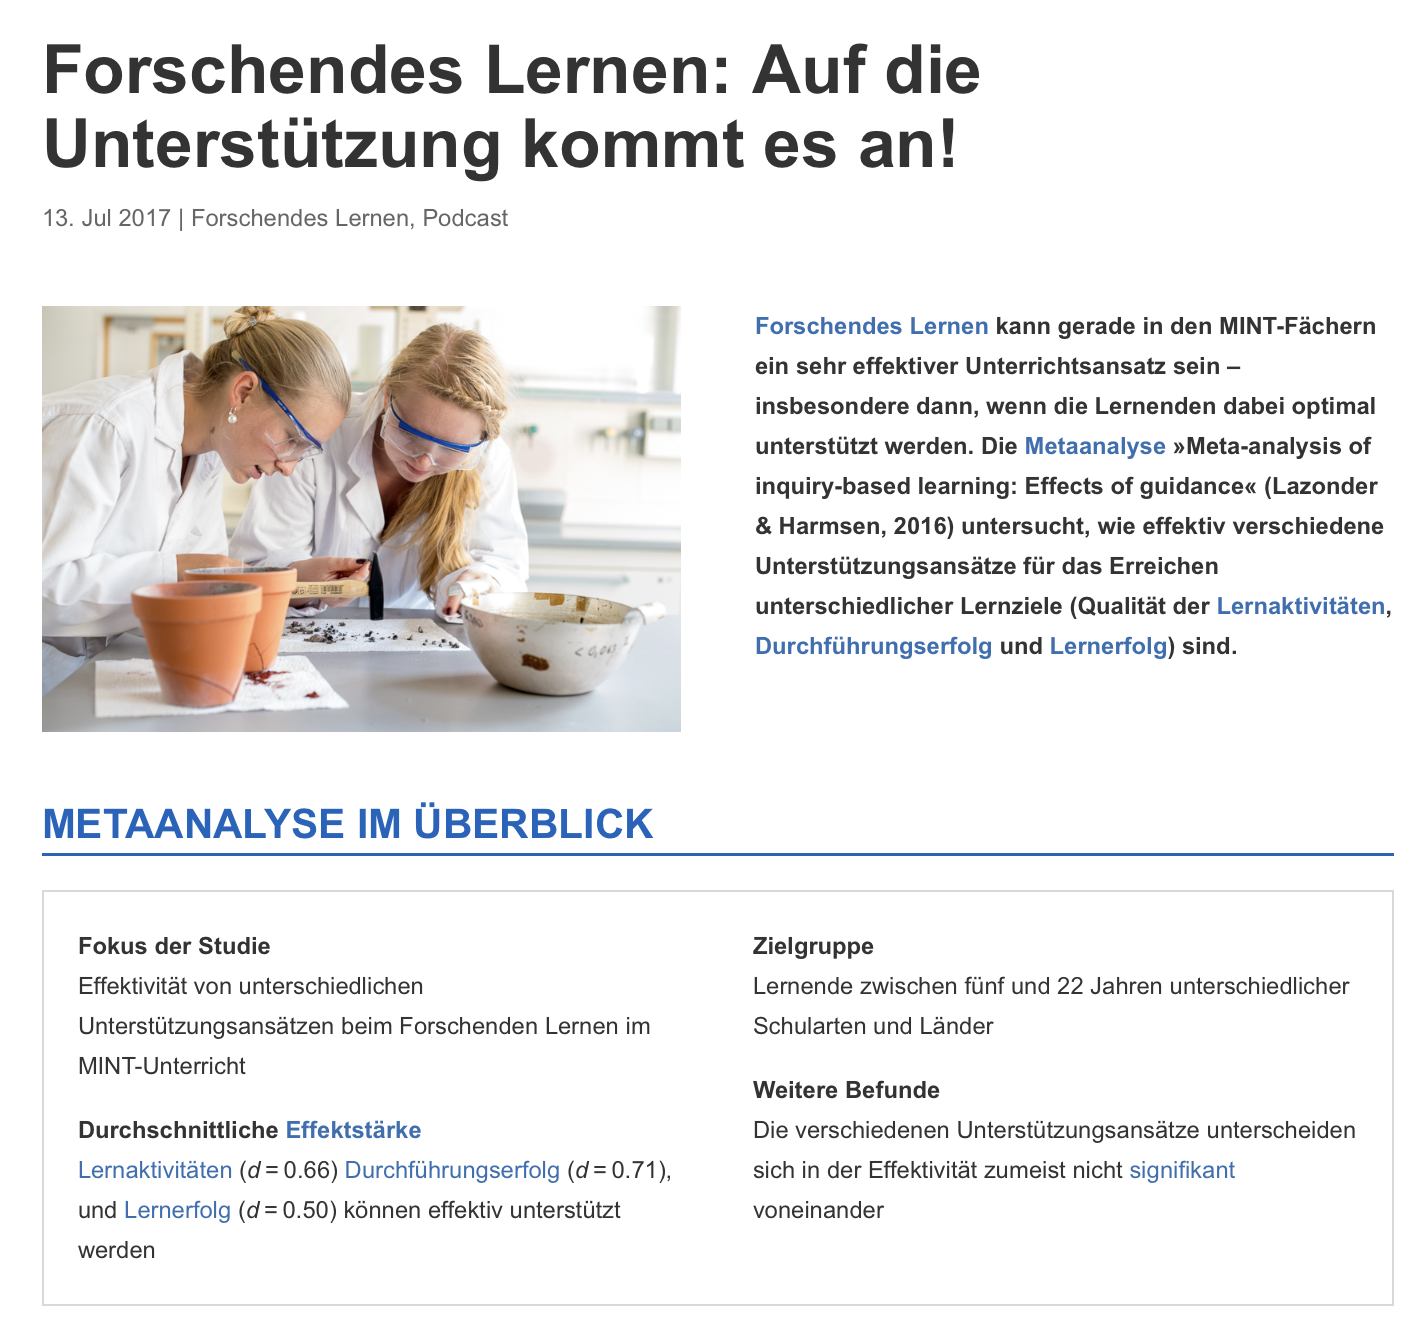 Forschendes Lernen: Auf die
Unterstützung kommt es an!
13. Jul 2017 | Forschendes Lernen, Podcast
Forschendes Lernen kann gerade in den MINT-Fächern
ein sehr effektiver Unterrichtsansatz sein –
insbesondere dann, wenn die Lernenden dabei optimal
unterstützt werden. Die Metaanalyse »Meta-analysis of
inquiry-based learning: Effects of guidance« (Lazonder
& Harmsen, 2016) untersucht, wie effektiv verschiedene
Unterstützungsansätze für das Erreichen
unterschiedlicher Lernziele (Qualität der Lernaktivitäten,
Durchführungserfolg und Lernerfolg) sind.
METAANALYSE IM ÜBERBLICK
Fokus der Studie
Effektivität von unterschiedlichen
Unterstützungsansätzen beim Forschenden Lernen im
MINT-Unterricht
Durchschnittliche Effektstärke
Lernaktivitäten (d = 0.66) Durchführungserfolg (d = 0.71),
und Lernerfolg (d = 0.50) können effektiv unterstützt
werden
Zielgruppe
Lernende zwischen fünf und 22 Jahren unterschiedlicher
Schularten und Länder
Weitere Befunde
Die verschiedenen Unterstützungsansätze unterscheiden
sich in der Effektivität zumeist nicht signifikant
voneinander